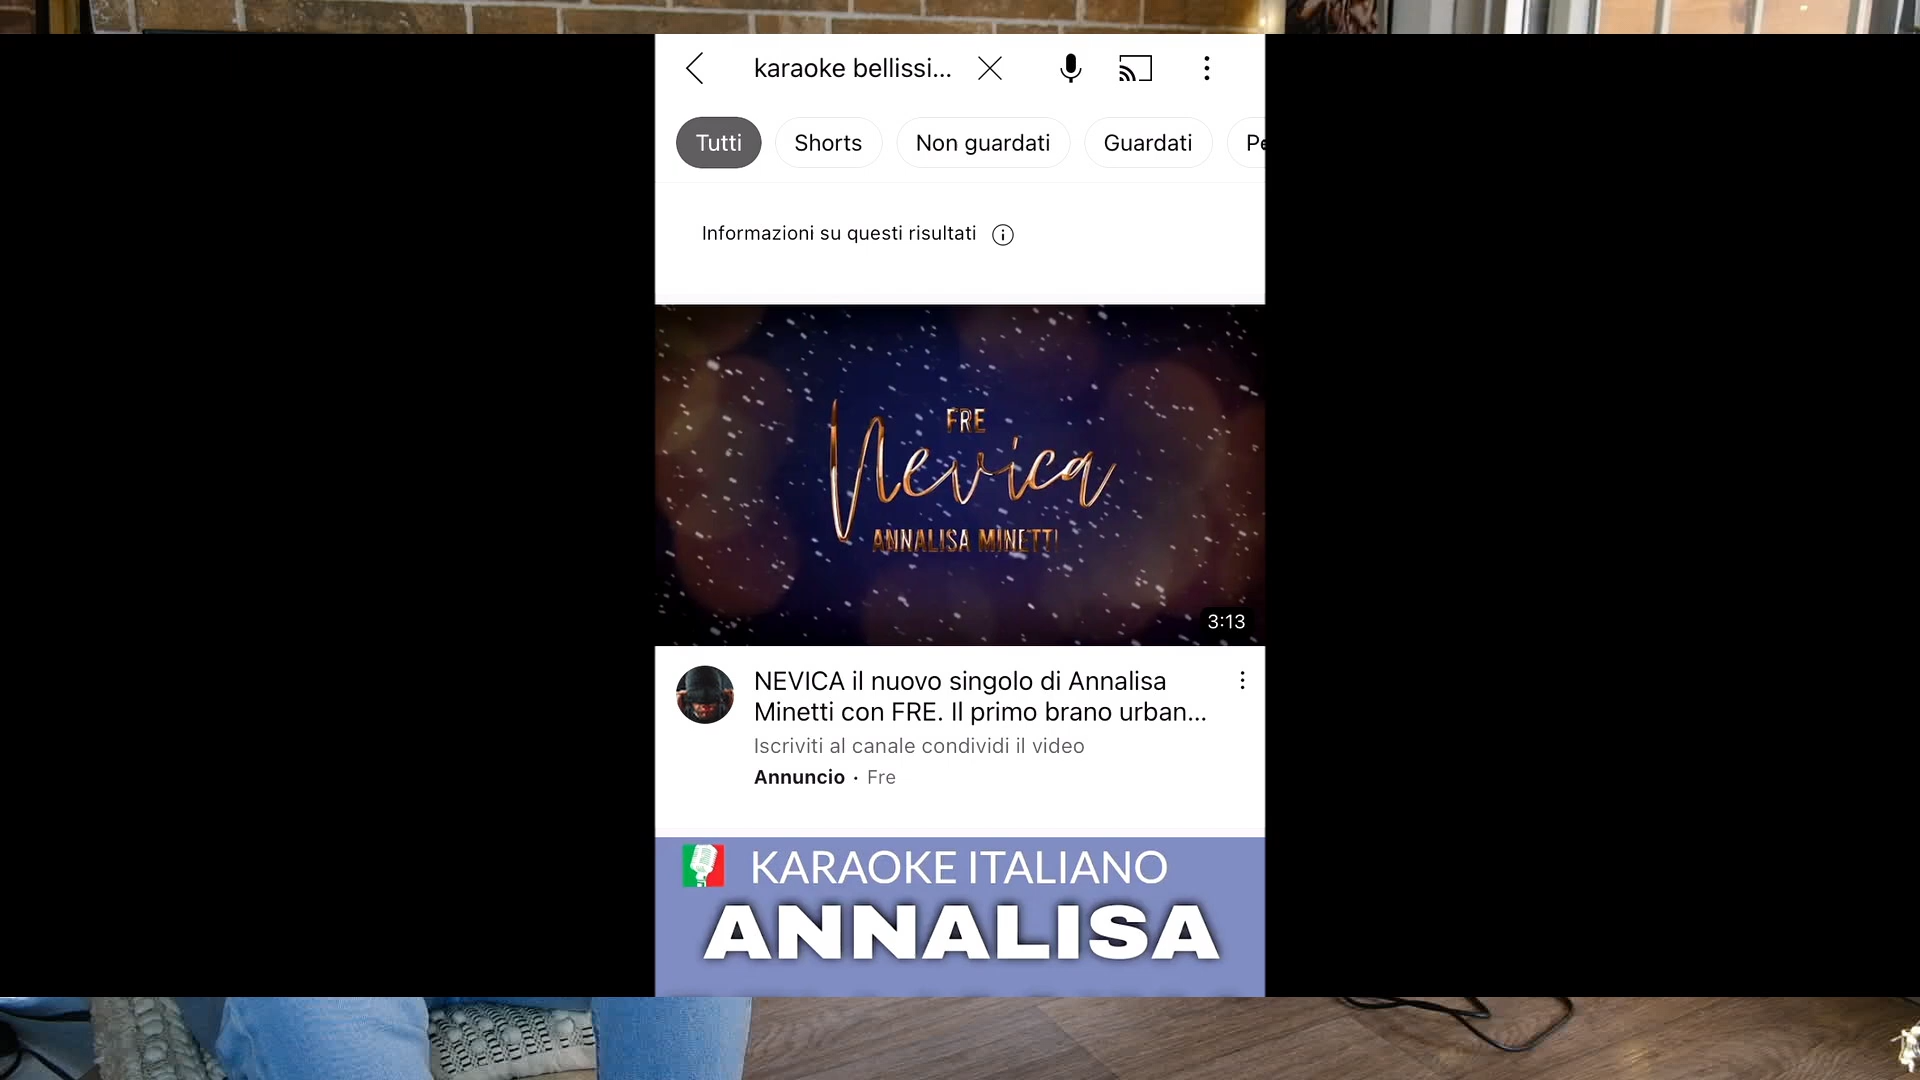 karaoke bellissi...
Tutti
Shorts
Non guardati
Guardati
Informazioni su questi risultati
FRE
Nevica
ANNALISA MINETTI
3:13
NEVICA il nuovo singolo di Annalisa
Minetti con FRE. Il primo brano urban...
Iscriviti al canale condividi il video
Annuncio · Fre
KARAOKE ITALIANO
ANNALISA